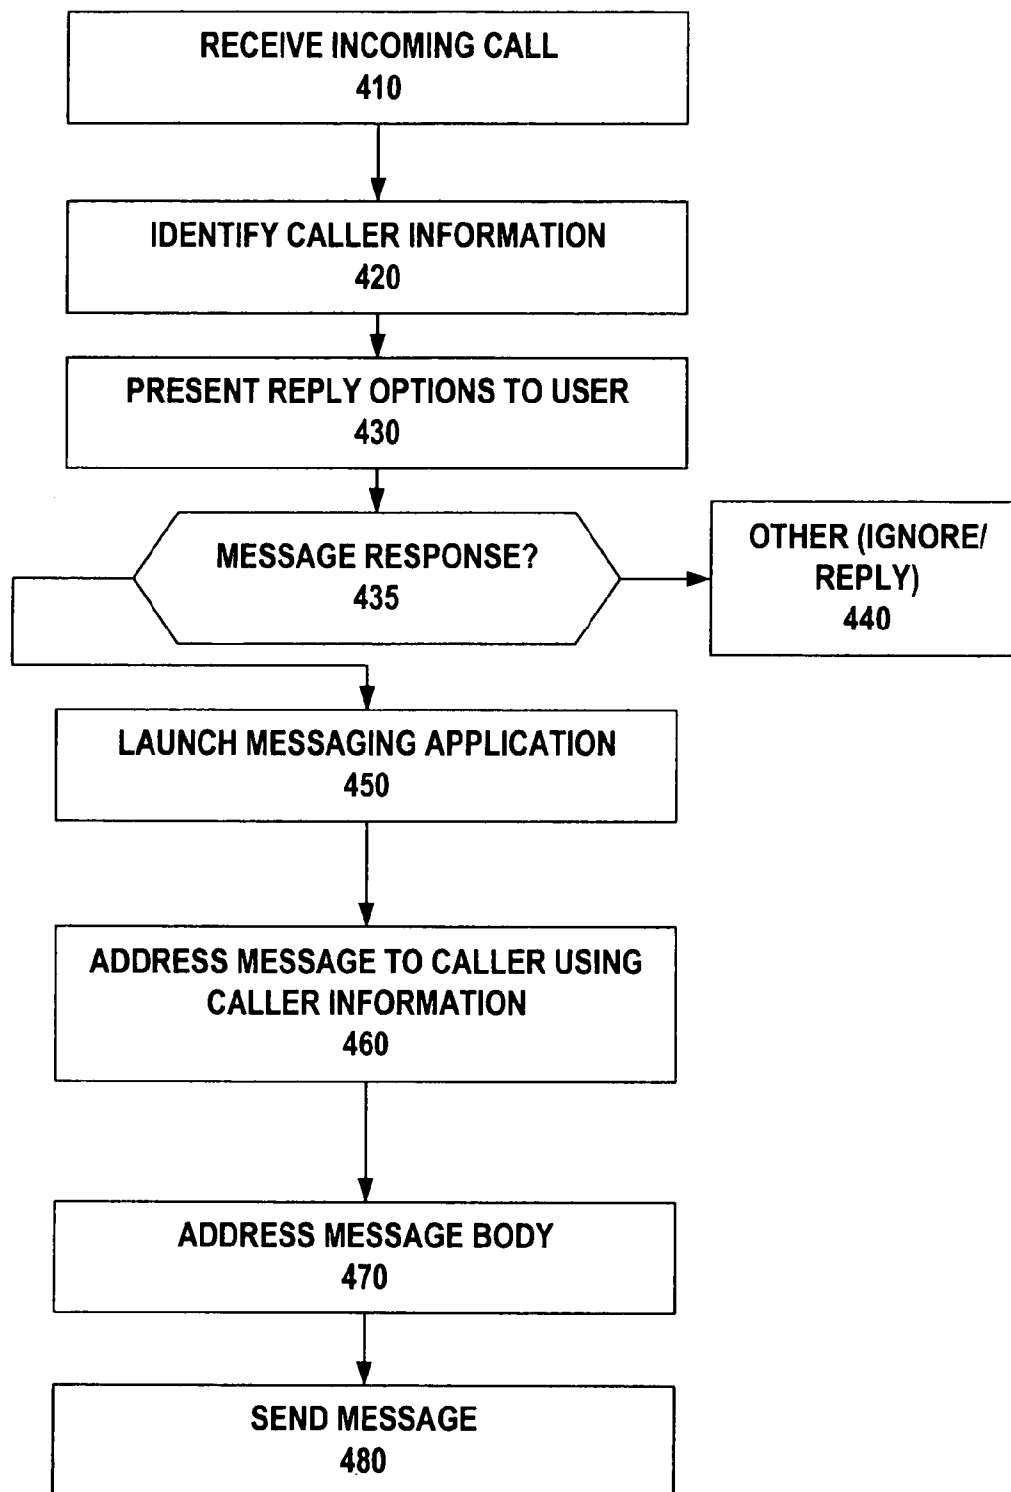 RECEIVE INCOMING CALL
410
IDENTIFY CALLER INFORMATION
420
PRESENT REPLY OPTIONS TO USER
430
MESSAGE RESPONSE?
435
OTHER (IGNORE/
REPLY)
440
LAUNCH MESSAGING APPLICATION
450
ADDRESS MESSAGE TO CALLER USING
CALLER INFORMATION
460
ADDRESS MESSAGE BODY
470
SEND MESSAGE
480